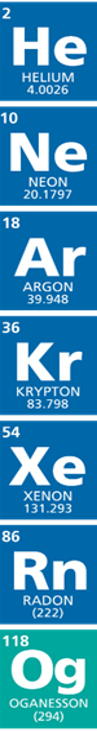 2
He
HELIUM
4.0026
10
Ne
NEON
20.1797
18
Ar
ARGON
39.948
36
Kr
KRYPTON
83.798
54
Xe
XENON
131.293
86
Rn
RADON
(222)
118
Og
OGANESSON
(294)